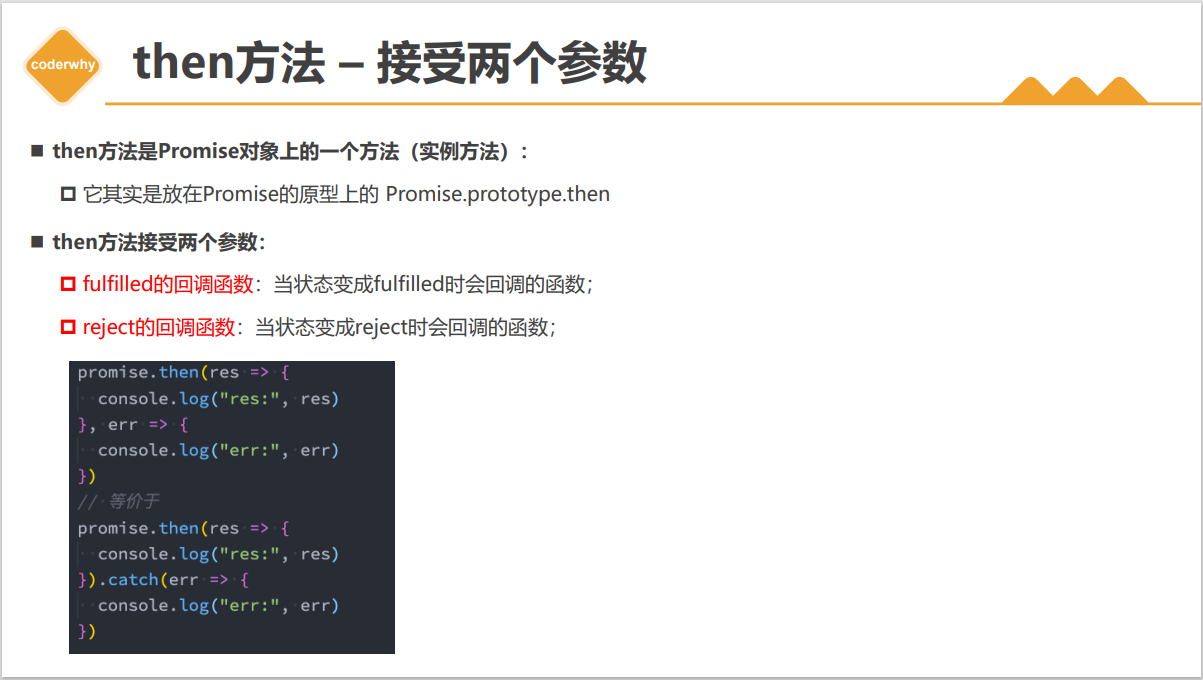 coderwhy
then方法 – 接受两个参数
then方法是Promise对象上的一个方法（实例方法）：
它其实是放在Promise的原型上的 Promise.prototype.then
then方法接受两个参数：
fulfilled的回调函数：当状态变成fulfilled时会回调的函数；
reject的回调函数：当状态变成reject时会回调的函数；
promise.then(res => {
  console.log("res:", res)
}, err => {
  console.log("err:", err)
})
// 等价于
promise.then(res => {
  console.log("res:", res)
}).catch(err => {
  console.log("err:", err)
})